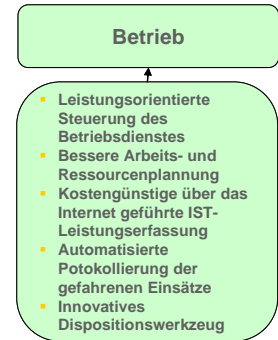 Betrieb
▪ Leistungsorientierte
Steuerung des
Betriebsdienstes
▪ Bessere Arbeits- und
Ressourcenplannung
▪ Kostengünstige über das
Internet geführte IST-
Leistungserfassung
▪ Automatisierte
Potokollierung der
gefahrenen Einsätze
▪ Innovatives
Dispositionswerkzeug